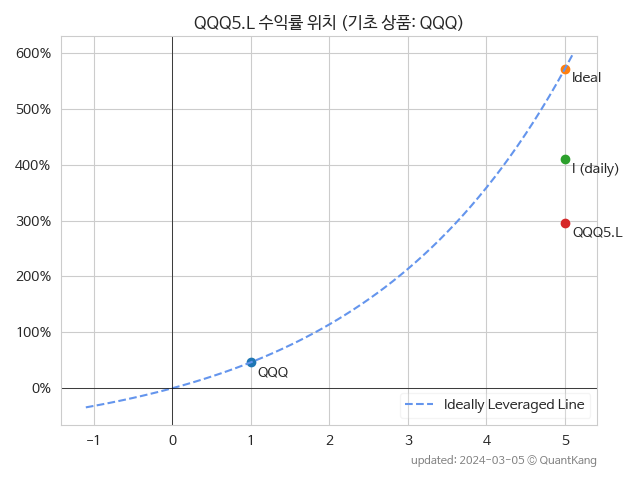 QQQ5.L 수익률 위치 (기초 상품: QQQ)
600%
500%
400%
300%
200%
100%
0%
Ideal
I (daily)
QQQ5.L
QQQ
Ideally Leveraged Line
−1 0 1 2 3 4 5
updated: 2024-03-05 © QuantKang